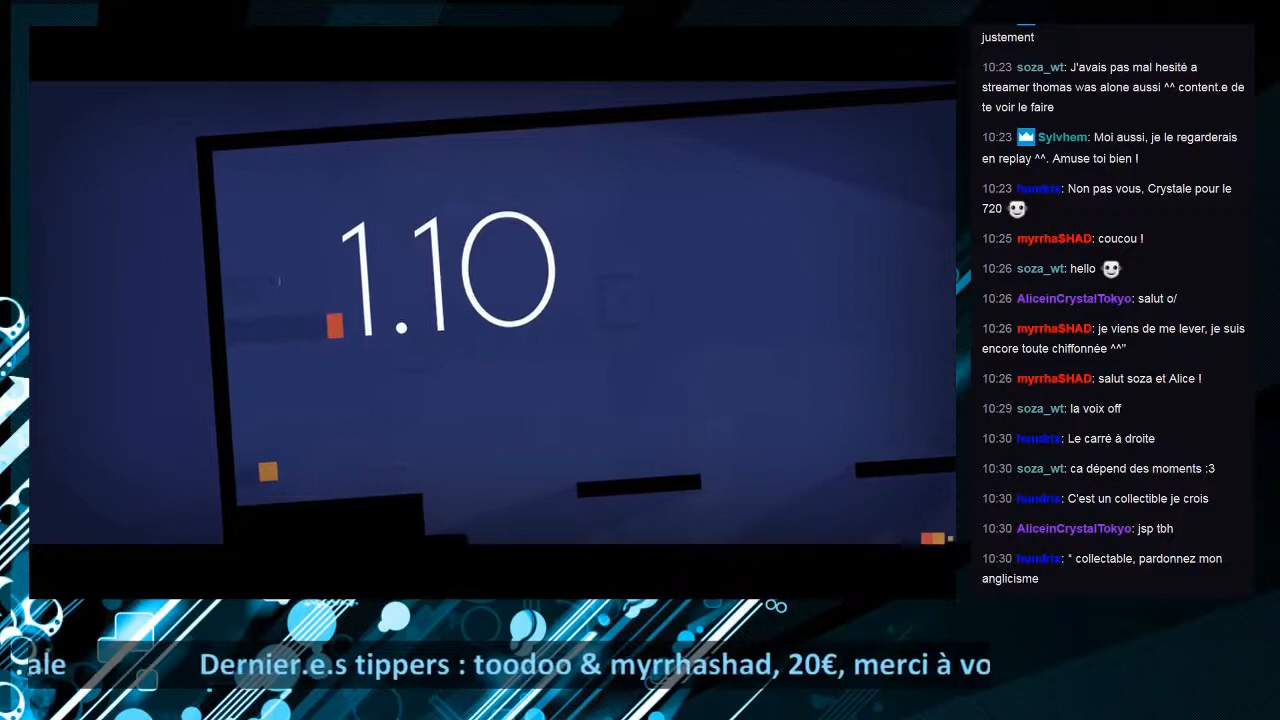 1.10
justement
10:23 soza_wt: J'avais pas mal hesité a
streamer thomas was alone aussi ^^ content.e de
te voir le faire
10:23 Sylvhem: Moi aussi, je le regarderais
en replay ^^. Amuse toi bien !
10:23 hundrix: Non pas vous, Crystale pour le
720
10:25 myrrhaSHAD: coucou !
10:26 soza_wt: hello
10:26 AliceinCrystalTokyo: salut o/
10:26 myrrhaSHAD: je viens de me lever, je suis
encore toute chiffonnée ^^"
10:26 myrrhaSHAD: salut soza et Alice !
10:29 soza_wt: la voix off
10:30 hundrix: Le carré à droite
10:30 soza_wt: ca dépend des moments :3
10:30 hundrix: C'est un collectible je crois
10:30 AliceinCrystalTokyo: jsp tbh
10:30 hundrix: * collectable, pardonnez mon
anglicisme
ale Dernier.e.s tippers : toodoo & myrrhashad, 20€, merci à vo